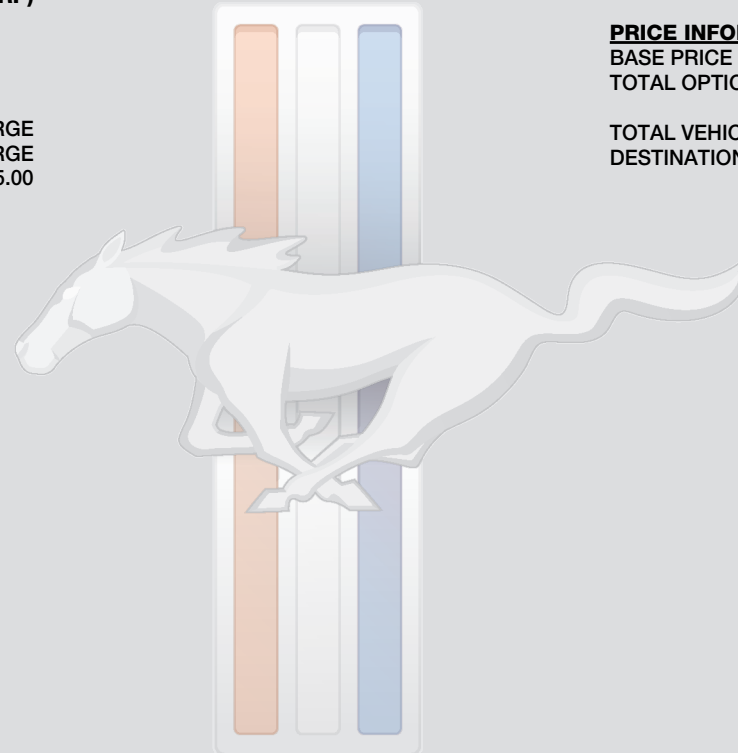 RGE
RGE
5.00
PRICE INFO
BASE PRICE
TOTAL OPTIO
TOTAL VEHIC
DESTINATION